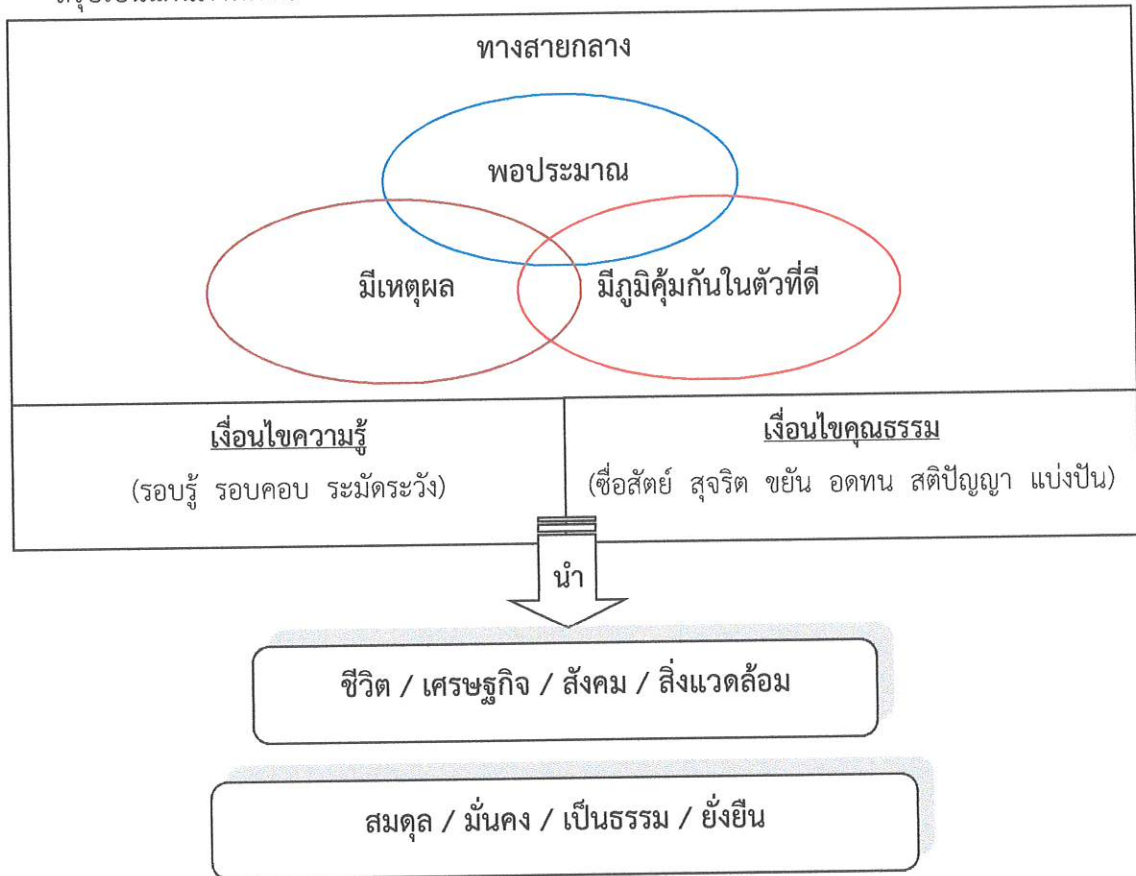 ทางสายกลาง
พอประมาณ
มีเหตุผล
มีภูมิคุ้มกันในตัวที่ดี
เงื่อนไขความรู้
(รอบรู้ รอบคอบ ระมัดระวัง)
เงื่อนไขคุณธรรม
(ซื่อสัตย์ สุจริต ขยัน อดทน สติปัญญา แบ่งปัน)
นำ
ชีวิต / เศรษฐกิจ / สังคม / สิ่งแวดล้อม
สมดุล / มั่นคง / เป็นธรรม / ยั่งยืน